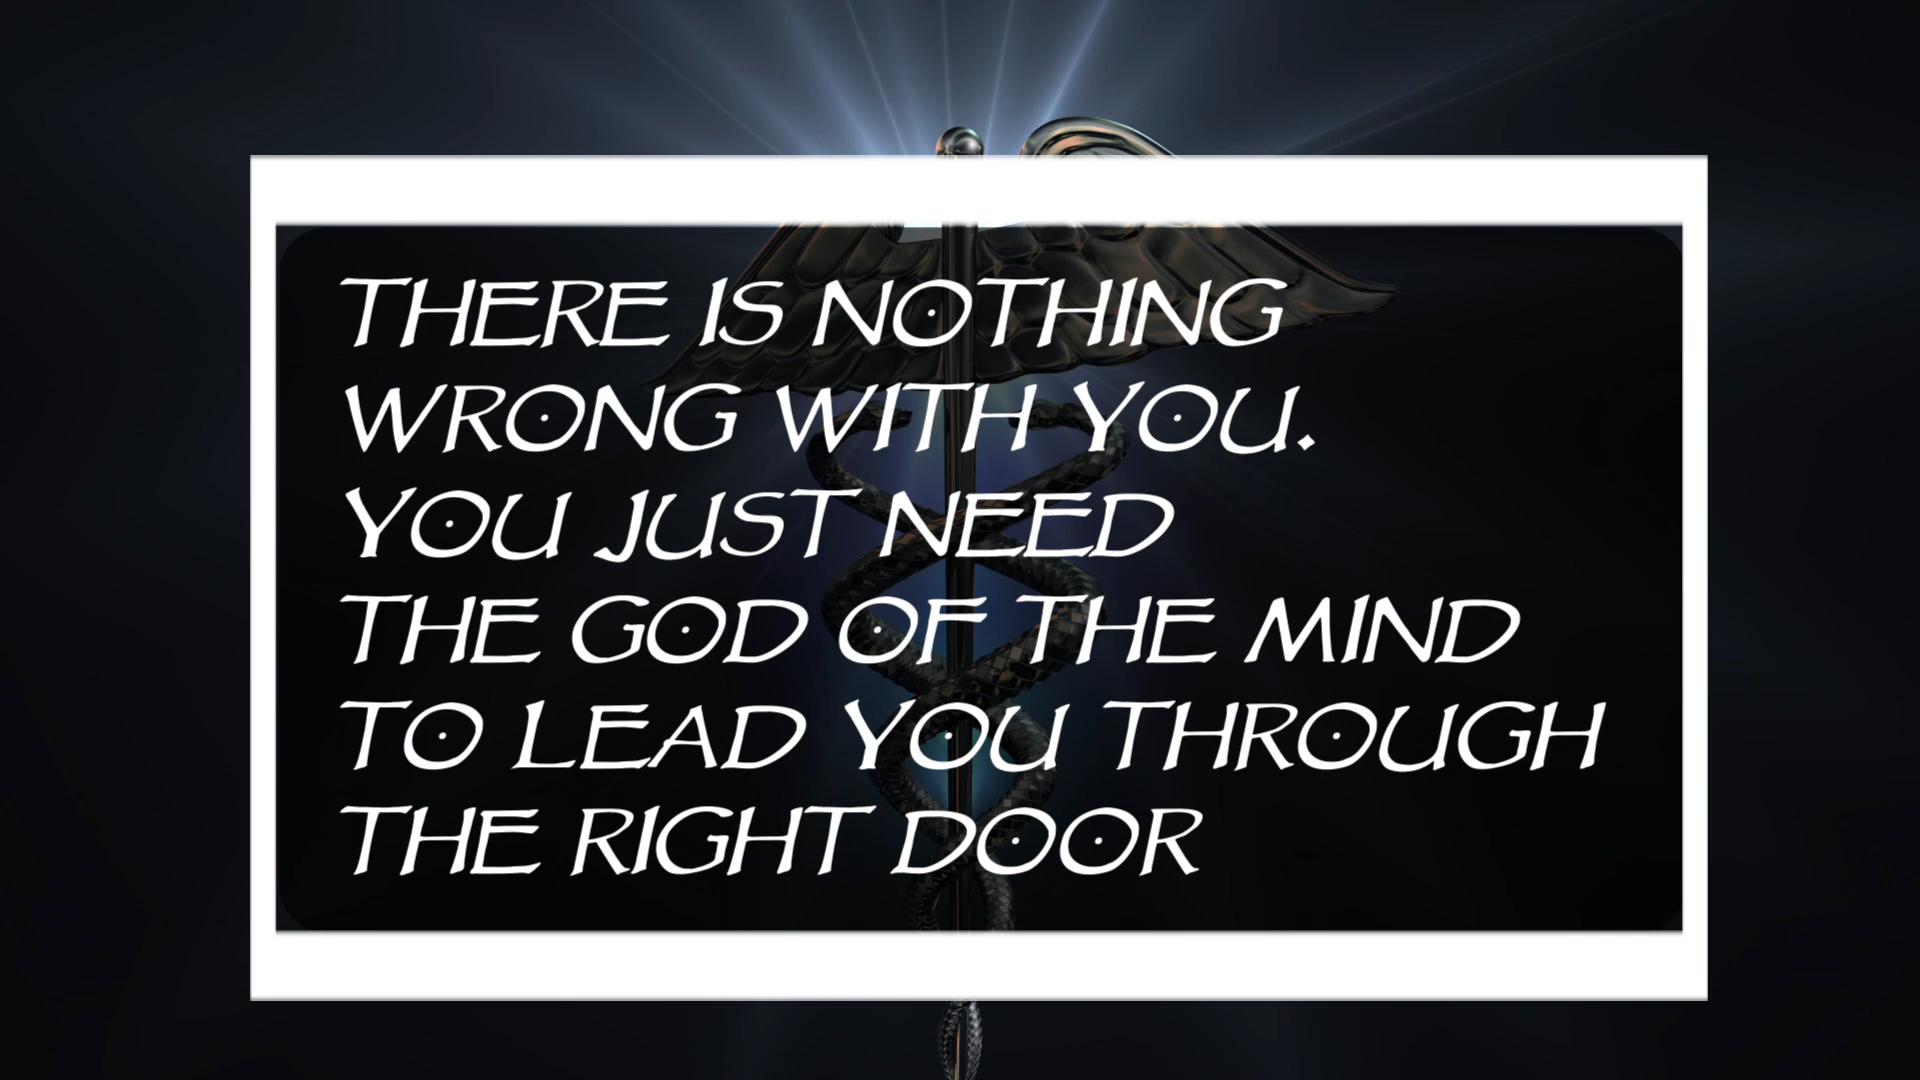 THERE IS NOTHING
WRONG WITH YOU.
YOU JUST NEED
THE GOD OF THE MIND
TO LEAD YOU THROUGH
THE RIGHT DOOR